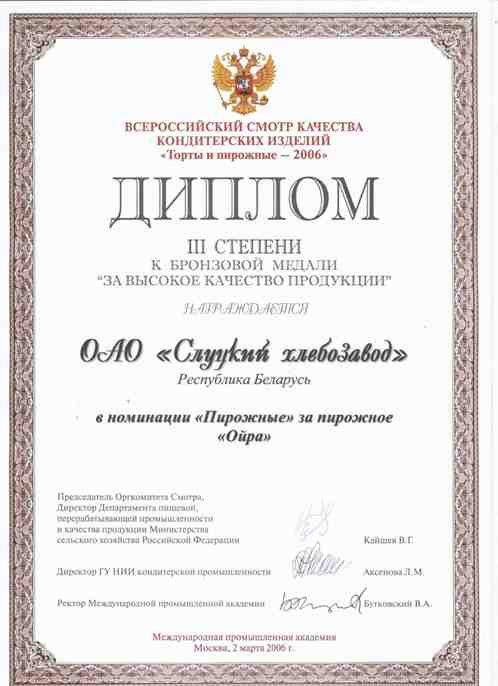 ВСЕРОССИЙСКИЙ СМОТР КАЧЕСТВА
КОНДИТЕРСКИХ ИЗДЕЛИЙ
«Торты и пирожные – 2006»
ДИПЛОМ
III СТЕПЕНИ
К БРОНЗОВОЙ МЕДАЛИ
"ЗА ВЫСОКОЕ КАЧЕСТВО ПРОДУКЦИИ"
НАГРАЖДАЕТСЯ
ОАО «Слуцкий хлебозавод»
Республика Беларусь
в номинации «Пирожные» за пирожное
«Ойра»
Председатель Оргкомитета Смотра,
Директор Департамента пищевой,
перерабатывающей промышленности
и качества продукции Министерства
сельского хозяйства Российской Федерации Кайшев В.Г.
Директор ГУ НИИ кондитерской промышленности Аксенова Л.М.
Ректор Международной промышленной академии Бутковский В.А.
Международная промышленная академия
Москва, 2 марта 2006 г.